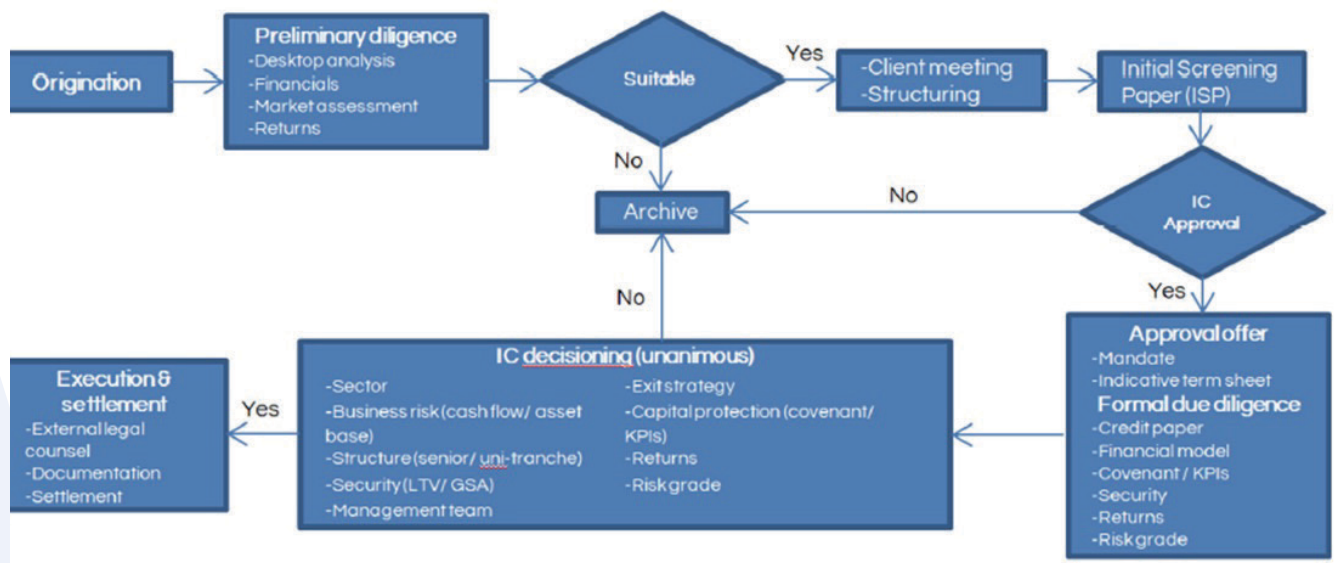 Origination
Preliminary diligence
-Desktop analysis
-Financials
-Market assessment
-Returns
Suitable
Yes
-Client meeting
-Structuring
Initial Screening
Paper (ISP)
No
Archive
No
IC
Approval
Yes
No
Approval offer
-Mandate
-Indicative term sheet
Formal due diligence
-Credit paper
-Financial model
-Covenant / KPIs
-Security
-Returns
-Risk grade
IC decisioning (unanimous)
-Sector
-Business risk (cash flow/ asset
base)
-Structure (senior/ uni-tranche)
-Security (LTV/ GSA)
-Management team
-Exit strategy
-Capital protection (covenant/
KPIs)
-Returns
-Risk grade
Yes
Execution &
settlement
-External legal
counsel
-Documentation
-Settlement